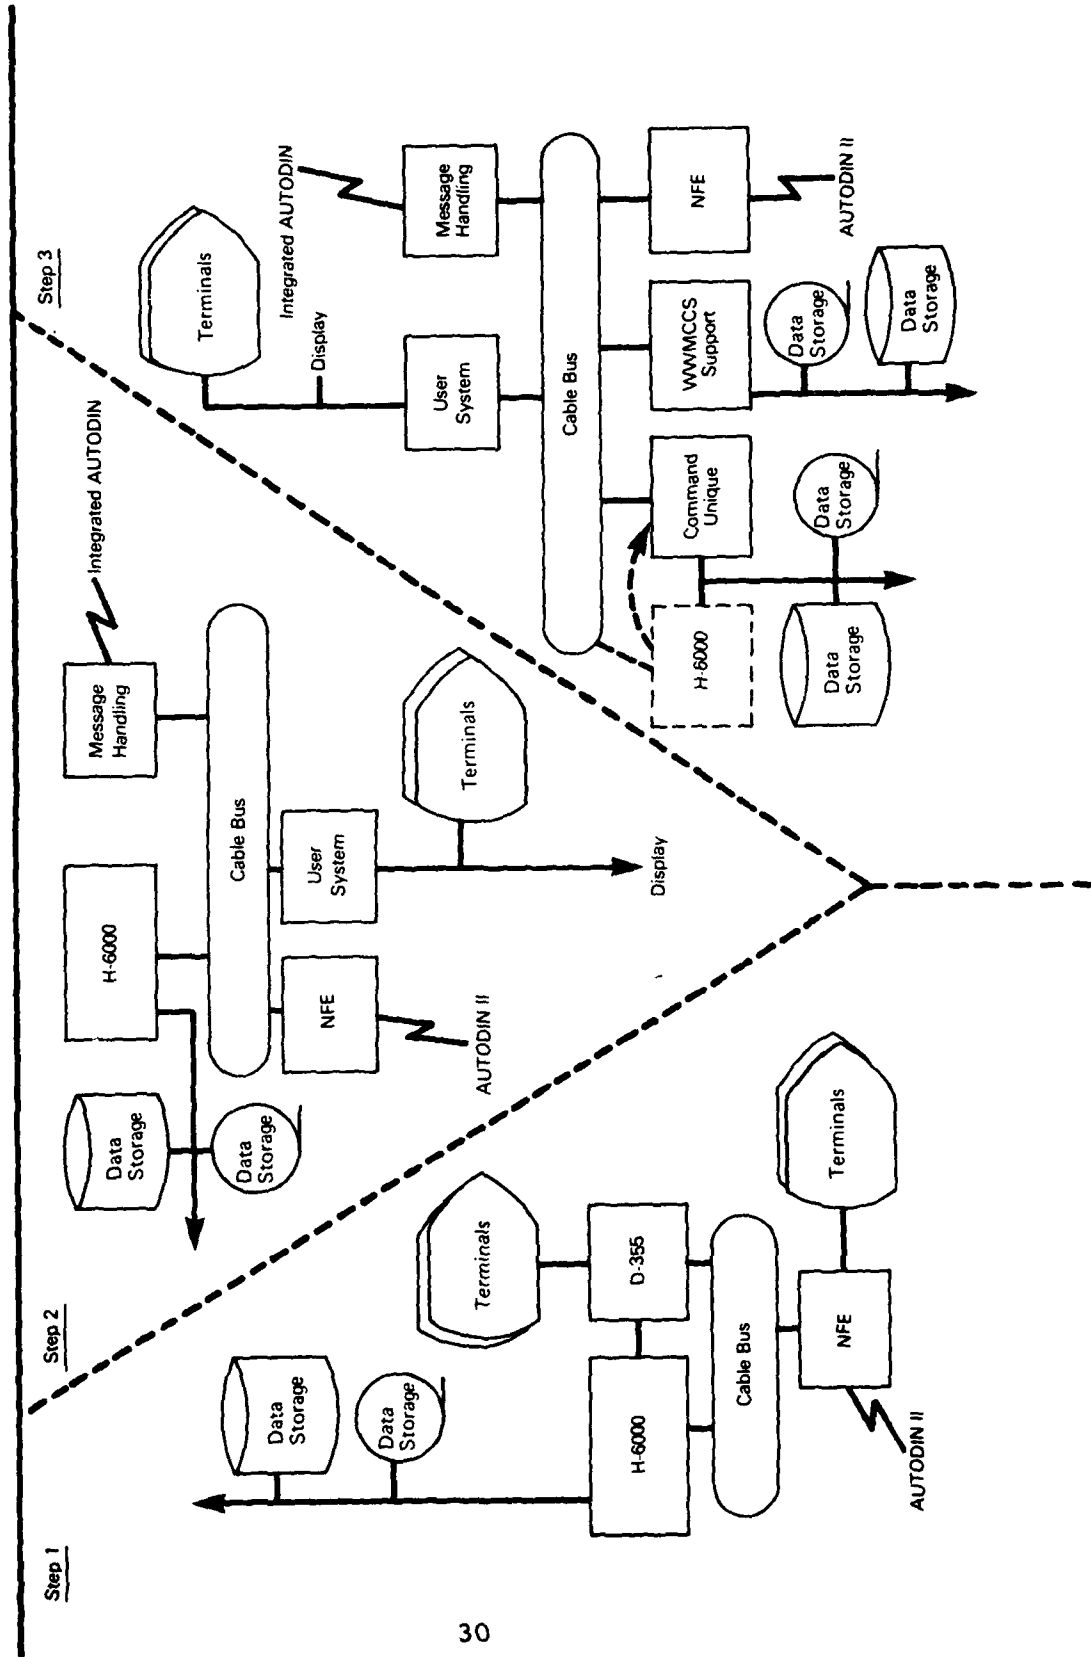 Step 1
Data
Storage
Data
Storage
H-6000
D-355
Terminals
Cable Bus
NFE
Terminals
AUTODIN II
Step 2
Data
Storage
Data
Storage
H-6000
Message
Handling
Integrated AUTODIN
Cable Bus
NFE
User
System
AUTODIN II
Terminals
Display
Step 3
Terminals
Display
Integrated AUTODIN
User
System
Message
Handling
Cable Bus
H-6000
Command
Unique
WWMCCS
Support
NFE
Data
Storage
Data
Storage
Data
Storage
Data
Storage
AUTODIN II
30